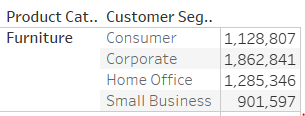 Product Cat.. Customer Seg..
Furniture Consumer 1,128,807
Corporate 1,862,841
Home Office 1,285,346
Small Business 901,597